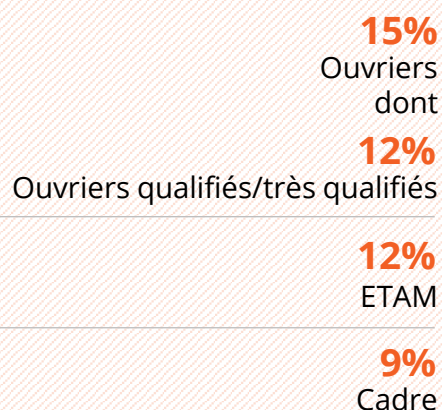 15%
Ouvriers
dont
12%
Ouvriers qualifiés/très qualifiés
12%
ETAM
9%
Cadre